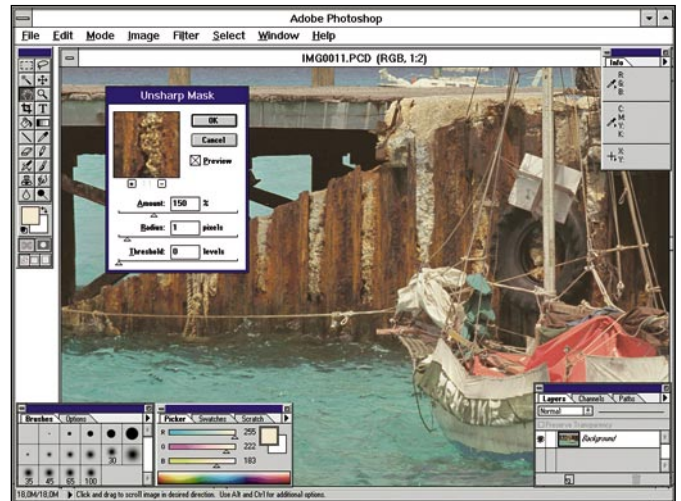 Adobe Photoshop
File Edit Mode Image Filter Select Window Help
IMG0011.PCD (RGB, 1:2)
Info
R:
G:
B:
C:
M:
Y:
K:
X:
Y:
Unsharp Mask
OK
Cancel
Preview
Amount: 150 %
Radius: 1 pixels
Threshold: 0 levels
T
Brushes Options
30
35 45 65 100
Picker Swatches Scratch
R 255
G 222
B 183
Layers Channels Paths
Normal
Preserve Transparency
Background
18,0M/18,0M Click and drag to scroll image in desired direction. Use Alt and Ctrl for additional options.